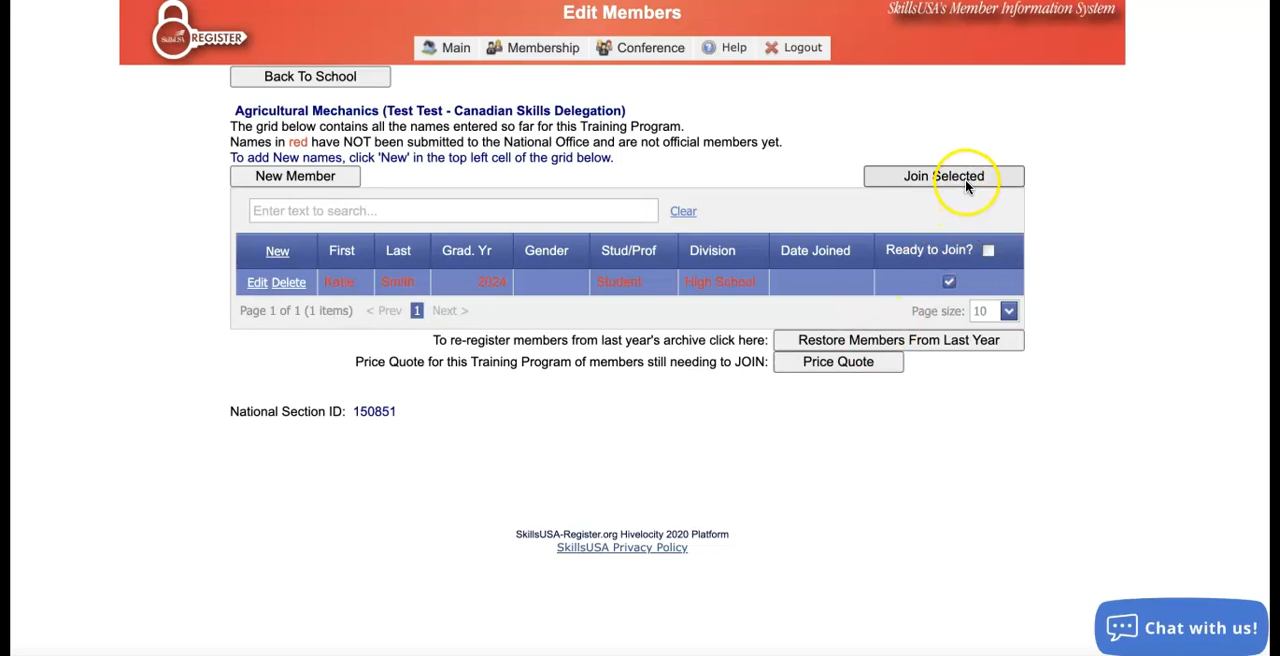 Edit Members
SkillsUSA's Member Information System
SkillsUSA REGISTER
Main Membership Conference Help Logout
Back To School
Agricultural Mechanics (Test Test - Canadian Skills Delegation)
The grid below contains all the names entered so far for this Training Program.
Names in red have NOT been submitted to the National Office and are not official members yet.
To add New names, click 'New' in the top left cell of the grid below.
New Member Join Selected
Enter text to search... Clear
New First Last Grad. Yr Gender Stud/Prof Division Date Joined Ready to Join?
Edit Delete Katie Smith 2024 Student High School
Page 1 of 1 (1 items) < Prev 1 Next > Page size: 10
To re-register members from last year's archive click here: Restore Members From Last Year
Price Quote for this Training Program of members still needing to JOIN: Price Quote
National Section ID: 150851
SkillsUSA-Register.org Hivelocity 2020 Platform
SkillsUSA Privacy Policy
Chat with us!